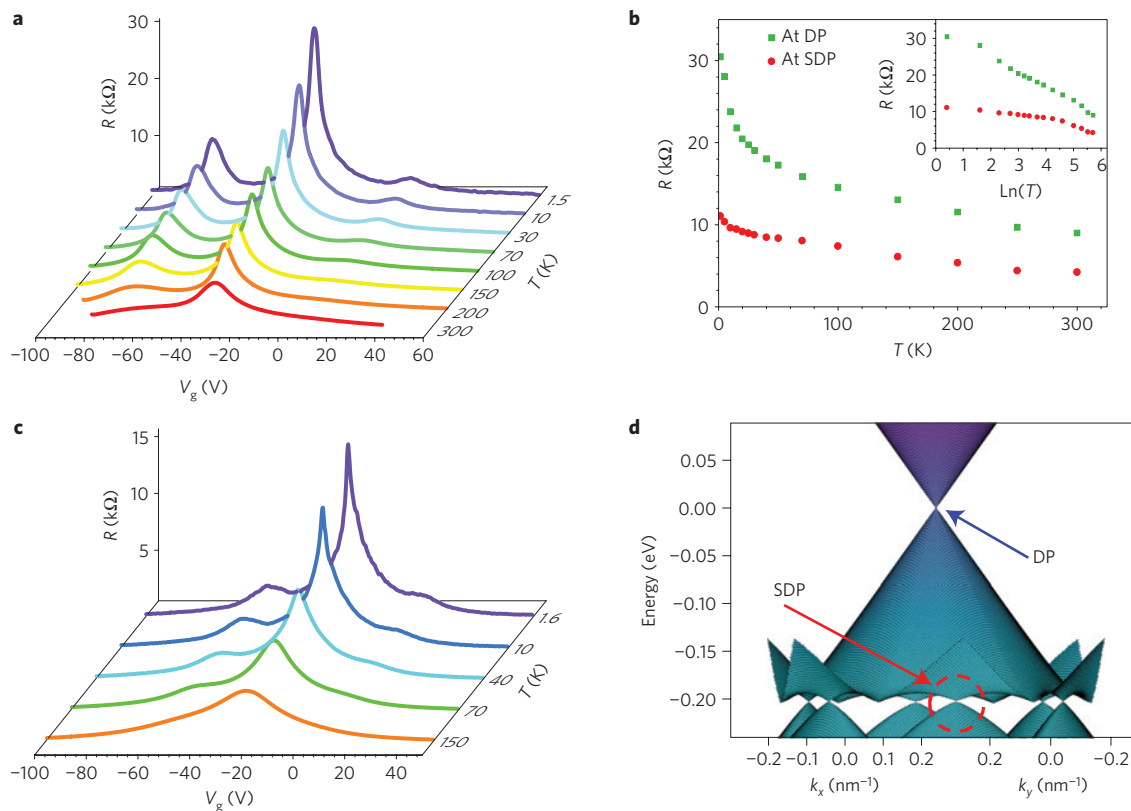 a
30
20
10
R (kΩ)
1.5
10
30
70
100
150
200
300
T (K)
−100 −80 −60 −40 −20 0 20 40 60
Vg (V)
b
At DP
At SDP
30
20
10
0
R (kΩ)
0 100 200 300
T (K)
30
20
10
0
R (kΩ)
0 1 2 3 4 5 6
Ln(T)
c
15
10
5
R (kΩ)
1.6
10
40
70
150
T (K)
−100 −80 −60 −40 −20 0 20 40
Vg (V)
d
0.05
0.00
−0.05
−0.10
−0.15
−0.20
Energy (eV)
DP
SDP
−0.2 −0.1 0.0 0.1 0.2 0.2 0.0 −0.2
kx (nm⁻¹) ky (nm⁻¹)